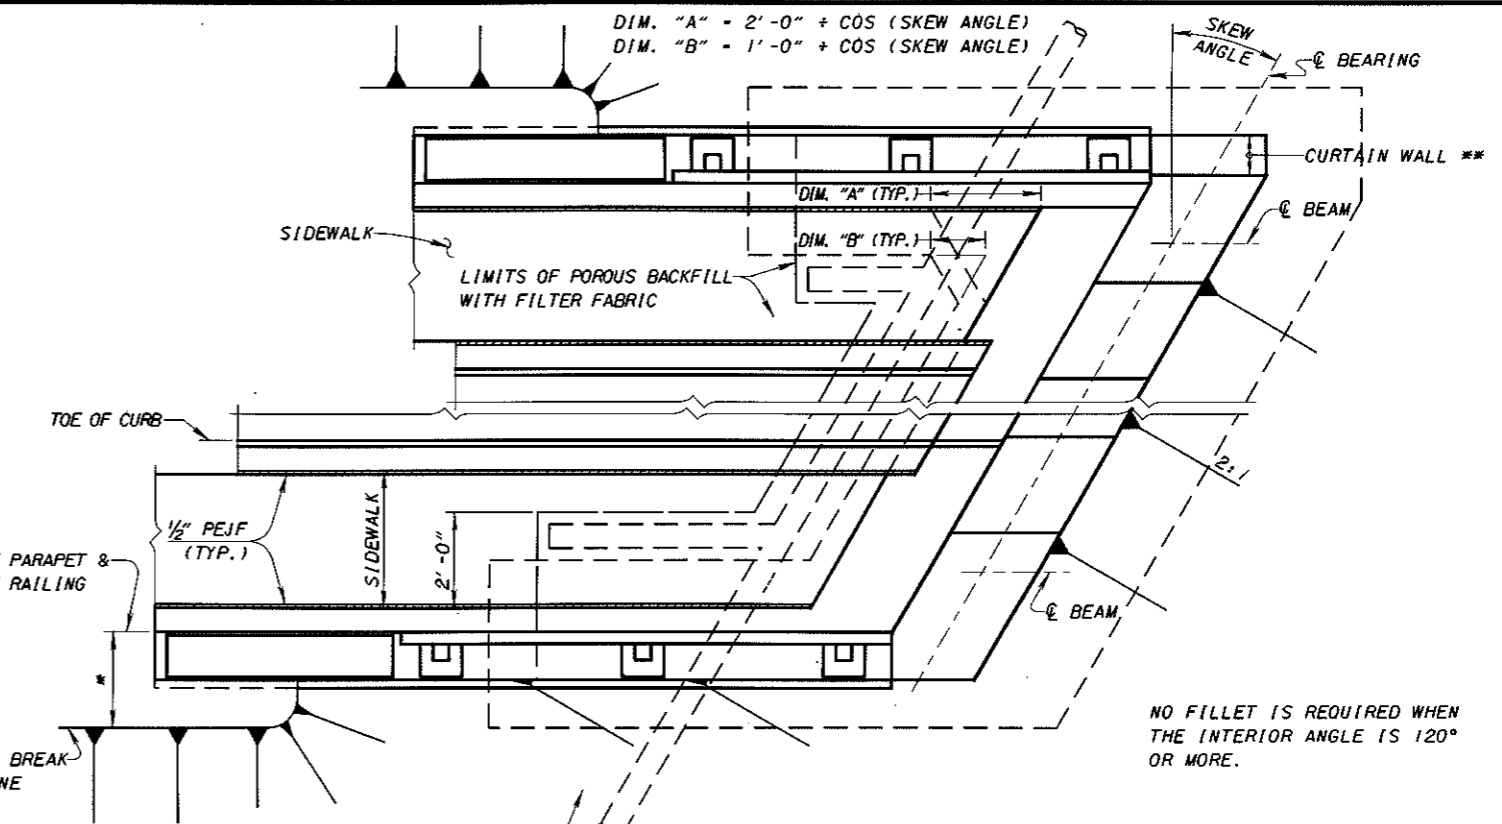 DIM. "A" = 2'-0" ÷ COS (SKEW ANGLE)
DIM. "B" = 1'-0" ÷ COS (SKEW ANGLE)
SKEW
ANGLE
℄ BEARING
CURTAIN WALL **
DIM. "A" (TYP.)
℄ BEAM
SIDEWALK
DIM. "B" (TYP.)
LIMITS OF POROUS BACKFILL
WITH FILTER FABRIC
TOE OF CURB
2:1
1/2" PEJF
(TYP.)
SIDEWALK
2'-0"
PARAPET &
RAILING
℄ BEAM
*
NO FILLET IS REQUIRED WHEN
THE INTERIOR ANGLE IS 120°
OR MORE.
BREAK